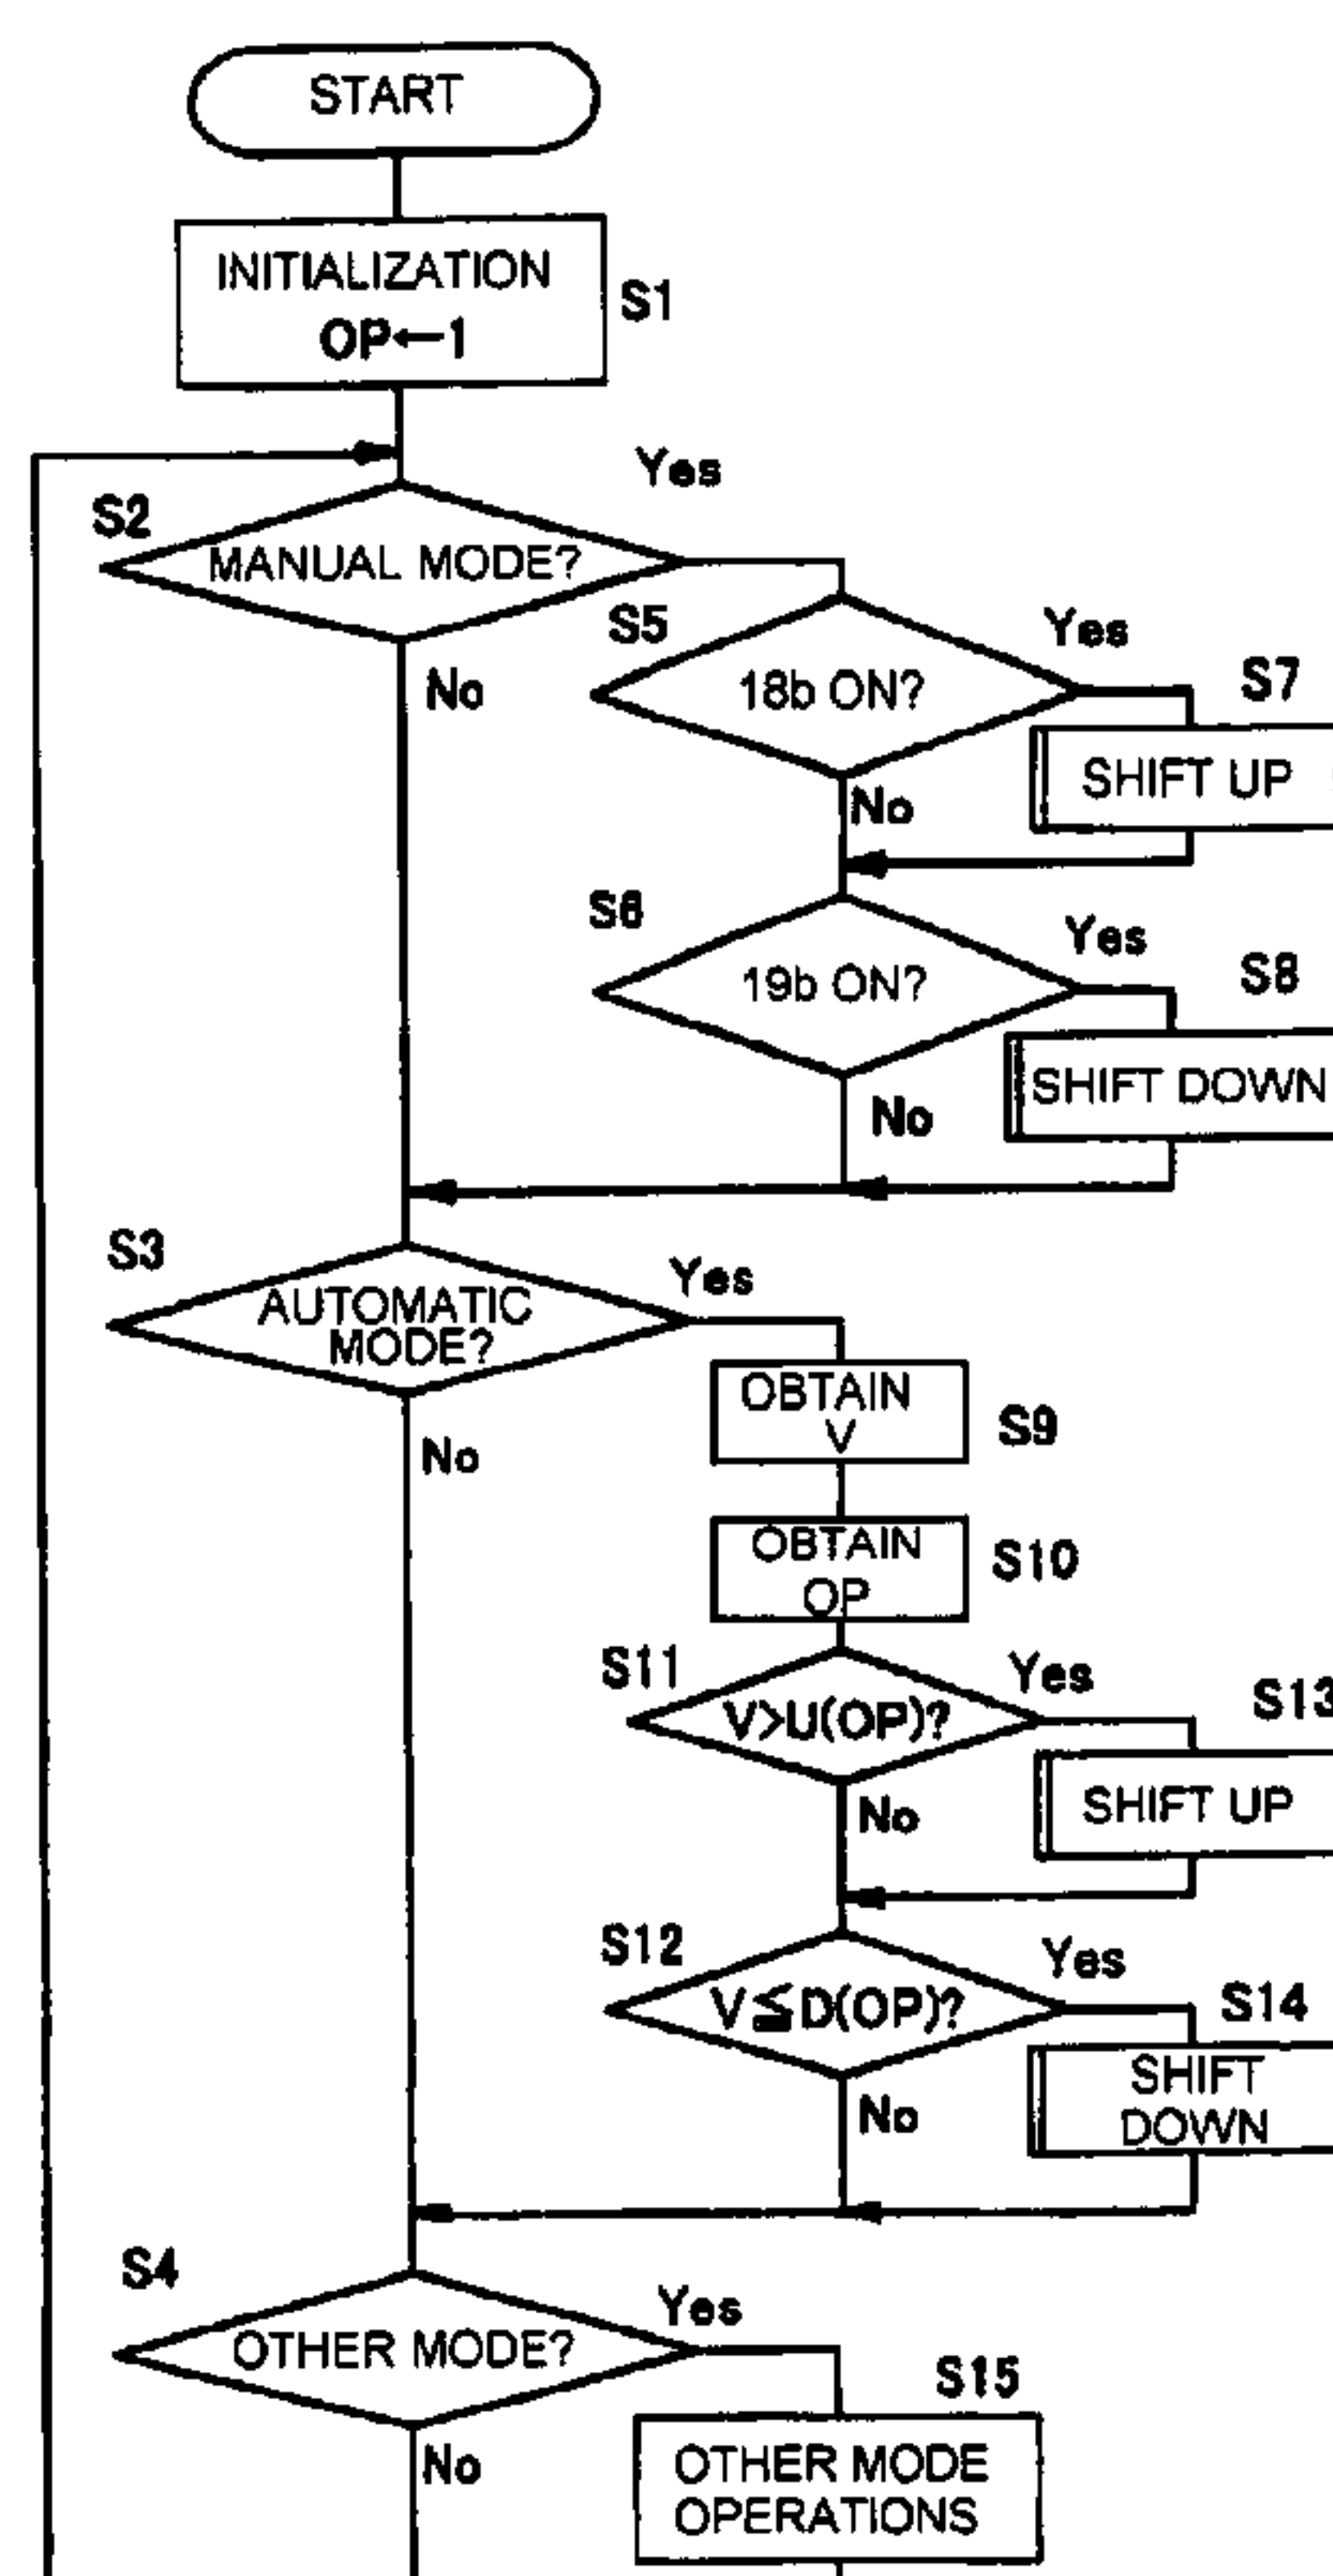 START
INITIALIZATION
OP←1
S1
Yes
S2
MANUAL MODE?
S5
Yes
No
18b ON?
S7
SHIFT UP
No
S6
Yes
19b ON?
S8
SHIFT DOWN
No
S3
Yes
AUTOMATIC
MODE?
OBTAIN
V
S9
No
OBTAIN
OP
S10
S11
Yes
V>U(OP)?
S13
SHIFT UP
No
S12
Yes
V≦D(OP)?
S14
SHIFT
DOWN
No
S4
Yes
OTHER MODE?
S15
No
OTHER MODE
OPERATIONS